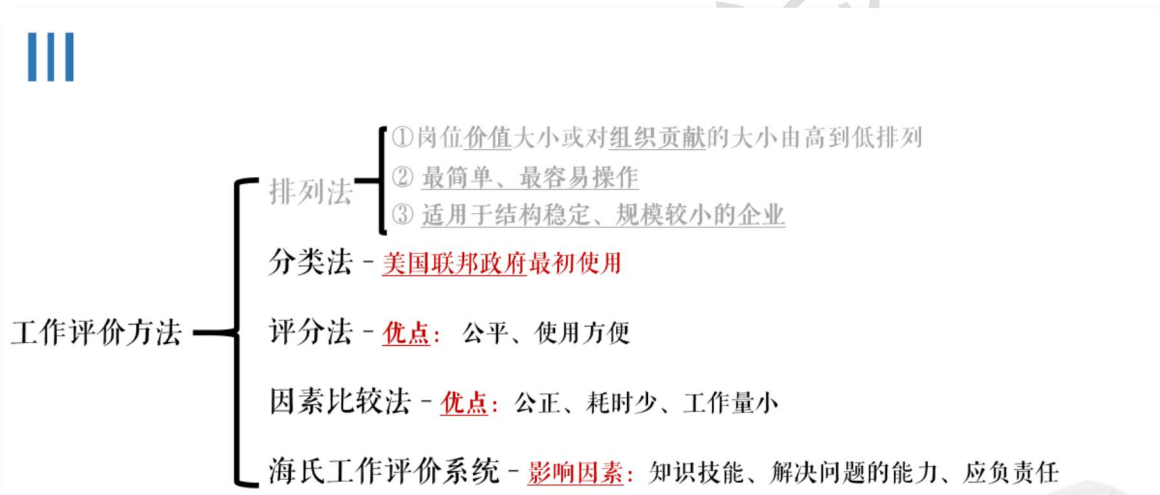 ①岗位价值大小或对组织贡献的大小由高到低排列
排列法
② 最简单、最容易操作
③ 适用于结构稳定、规模较小的企业
分类法 - 美国联邦政府最初使用
工作评价方法
评分法 - 优点： 公平、使用方便
因素比较法 - 优点：公正、耗时少、工作量小
海氏工作评价系统 - 影响因素：知识技能、解决问题的能力、应负责任